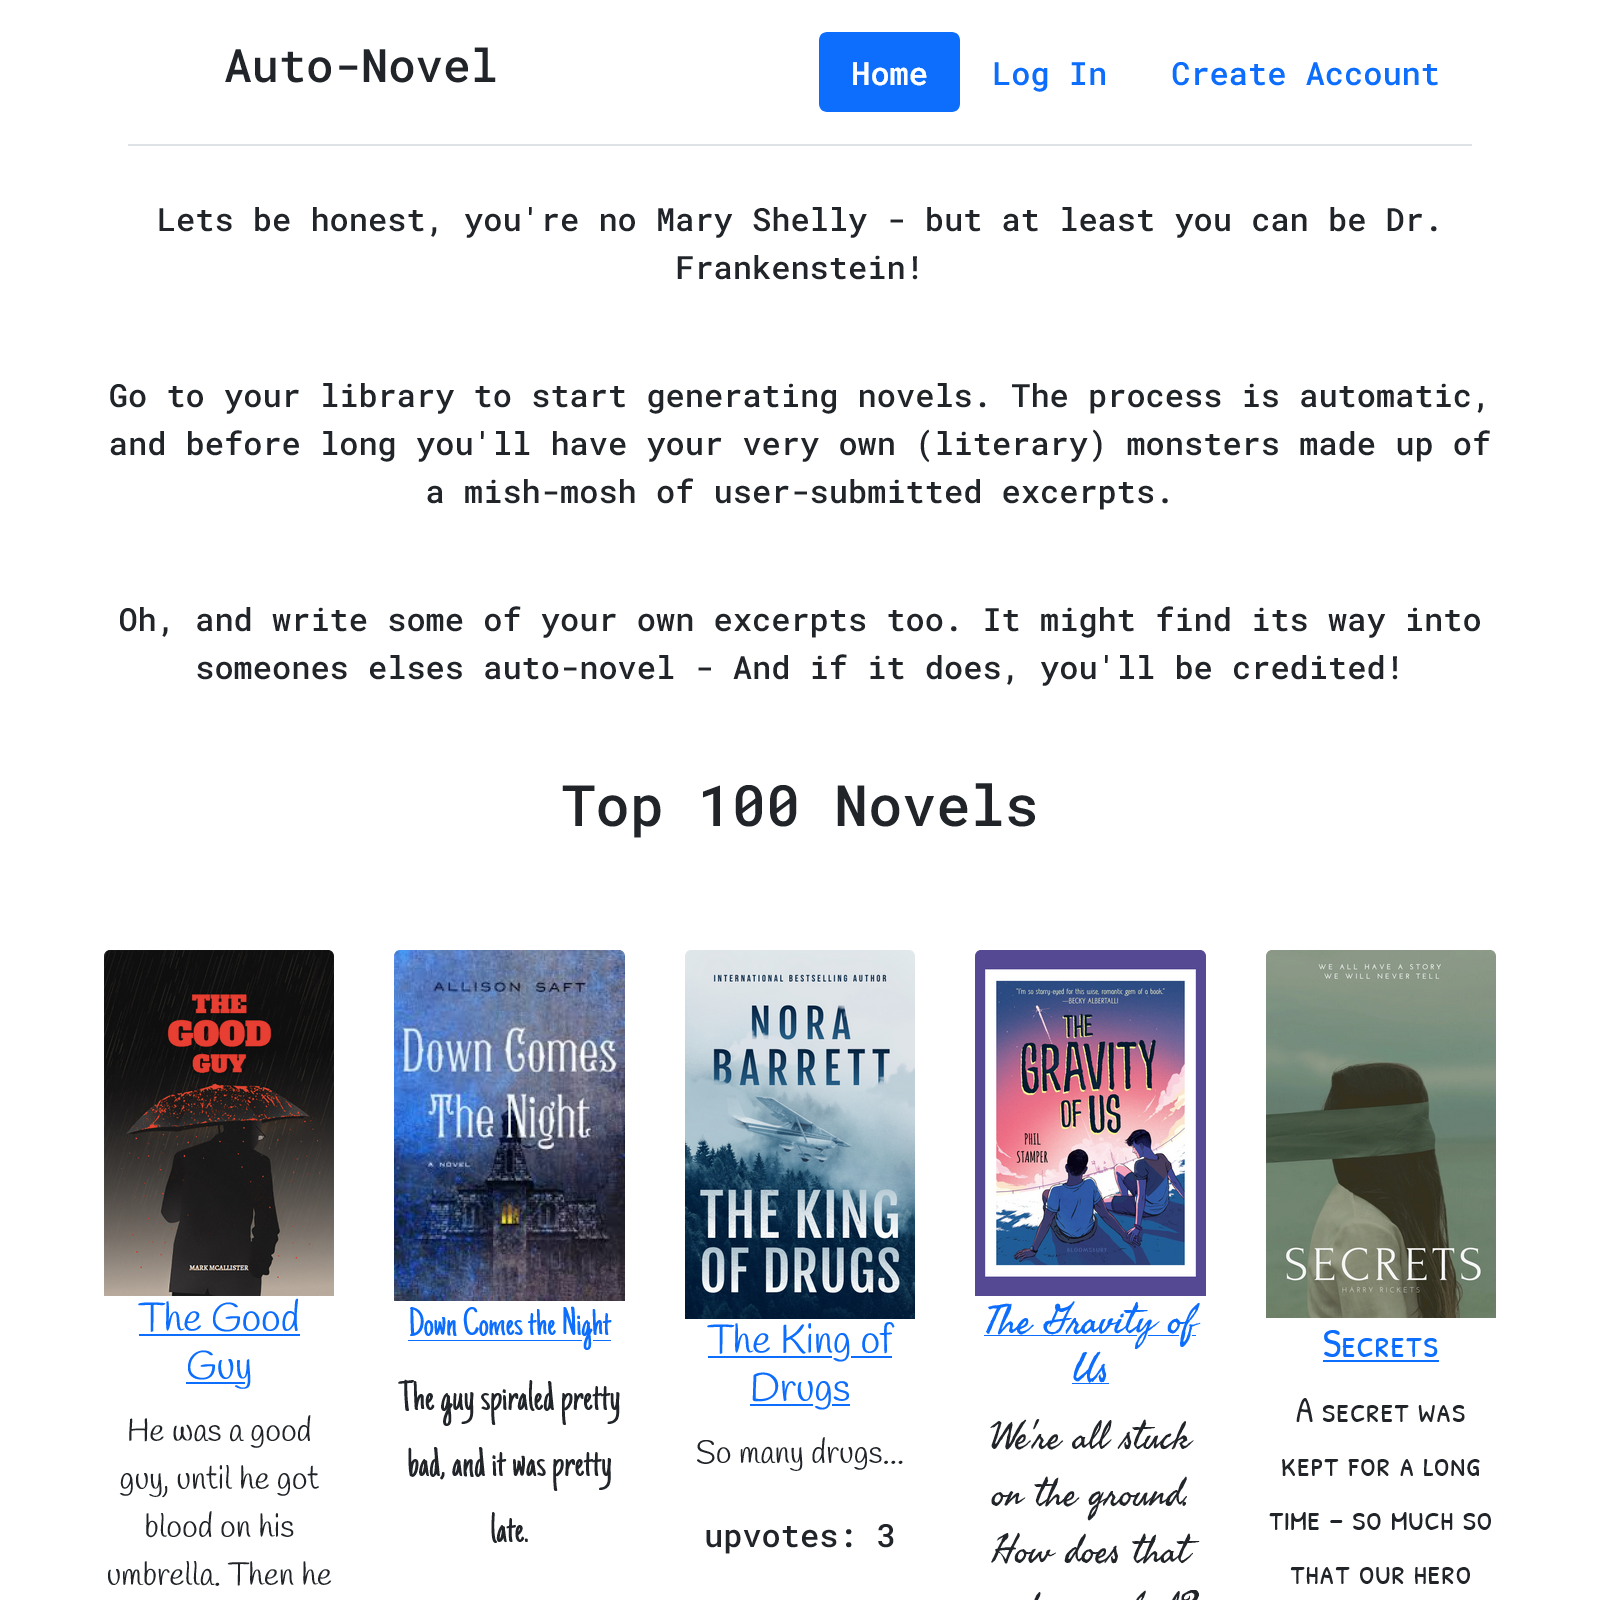 Auto-Novel
Home
Log In
Create Account
Lets be honest, you're no Mary Shelly - but at least you can be Dr.
Frankenstein!
Go to your library to start generating novels. The process is automatic,
and before long you'll have your very own (literary) monsters made up of
a mish-mosh of user-submitted excerpts.
Oh, and write some of your own excerpts too. It might find its way into
someones elses auto-novel - And if it does, you'll be credited!
Top 100 Novels
THE
GOOD
GUY
MARK MCALLISTER
The Good
Guy
He was a good
guy, until he got
blood on his
umbrella. Then he
ALLISON SAFT
Down Comes
The Night
A NOVEL
Down Comes the Night
The guy spiraled pretty
bad, and it was pretty
late.
INTERNATIONAL BESTSELLING AUTHOR
NORA
BARRETT
THE KING
OF DRUGS
The King of
Drugs
So many drugs...
upvotes: 3
"I'm so starry-eyed for this wise, romantic gem of a book."
—BECKY ALBERTALLI
THE
GRAVITY
OF US
PHIL
STAMPER
BLOOMSBURY
The Gravity of
Us
We're all stuck
on the ground.
How does that
WE ALL HAVE A STORY
WE WILL NEVER TELL
SECRETS
HARRY RICKETS
Secrets
A secret was
kept for a long
time – so much so
that our hero